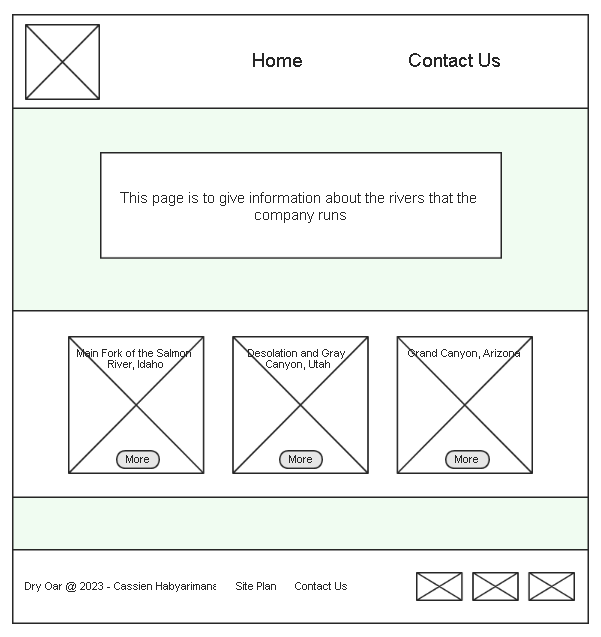 Home
Contact Us
This page is to give information about the rivers that the
company runs
Main Fork of the Salmon
River, Idaho
Desolation and Gray
Canyon, Utah
Grand Canyon, Arizona
More
More
More
Dry Oar @ 2023 - Cassien Habyarimana
Site Plan
Contact Us